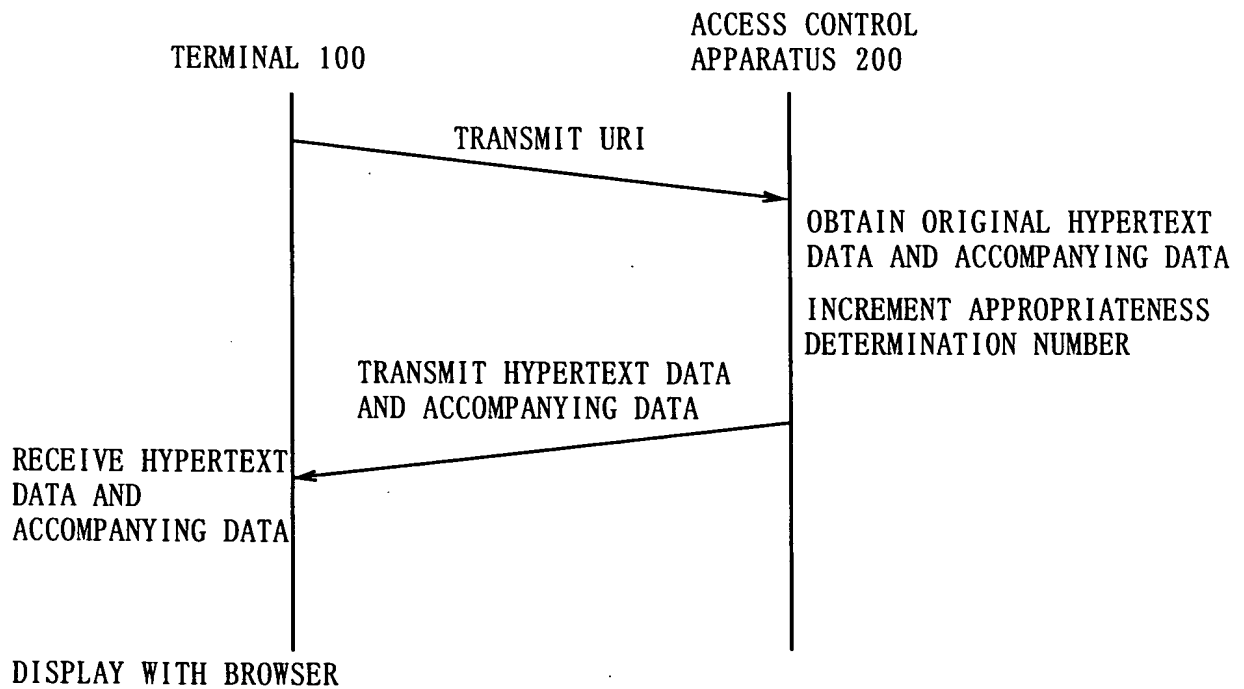 TERMINAL 100
ACCESS CONTROL
APPARATUS 200
TRANSMIT URI
OBTAIN ORIGINAL HYPERTEXT
DATA AND ACCOMPANYING DATA
INCREMENT APPROPRIATENESS
DETERMINATION NUMBER
TRANSMIT HYPERTEXT DATA
AND ACCOMPANYING DATA
RECEIVE HYPERTEXT
DATA AND
ACCOMPANYING DATA
DISPLAY WITH BROWSER